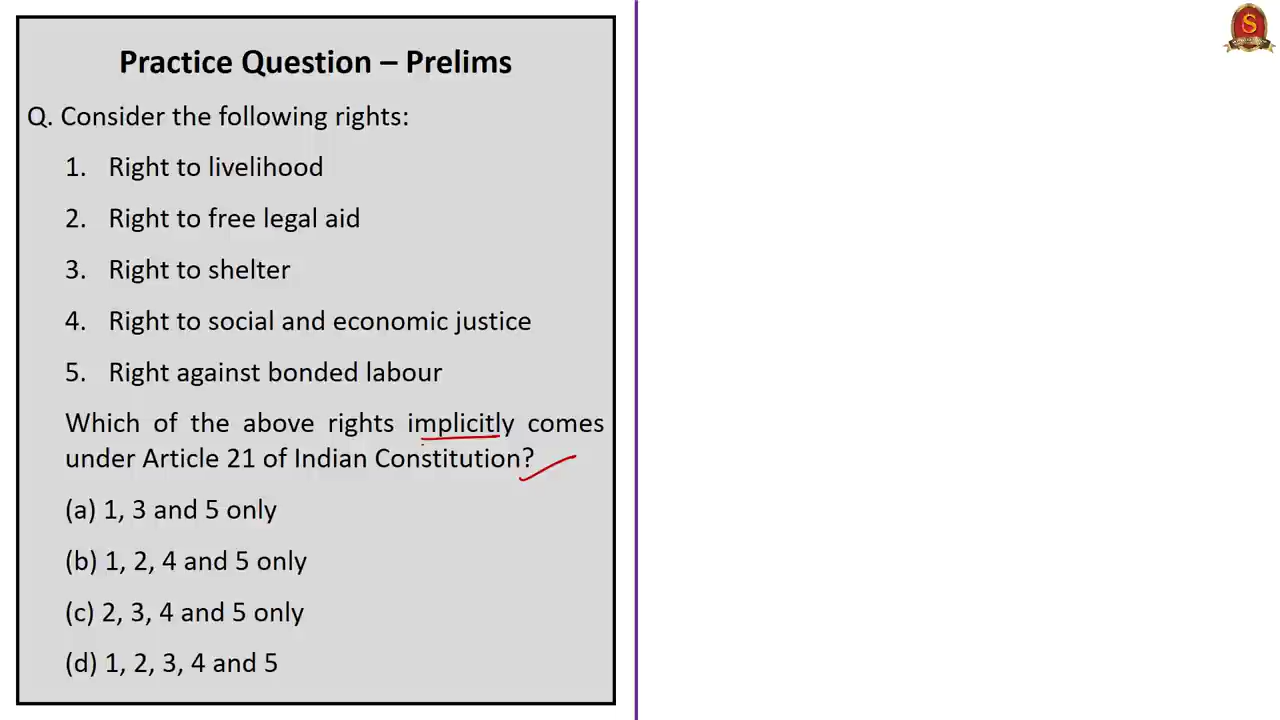 Practice Question – Prelims
Q. Consider the following rights:
1. Right to livelihood
2. Right to free legal aid
3. Right to shelter
4. Right to social and economic justice
5. Right against bonded labour
Which of the above rights implicitly comes
under Article 21 of Indian Constitution?
(a) 1, 3 and 5 only
(b) 1, 2, 4 and 5 only
(c) 2, 3, 4 and 5 only
(d) 1, 2, 3, 4 and 5
S